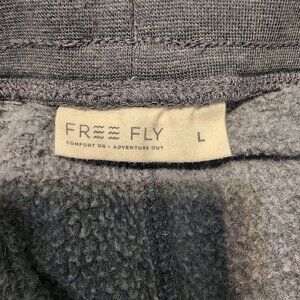 FREE FLY
COMFORT ON • ADVENTURE OUT
L